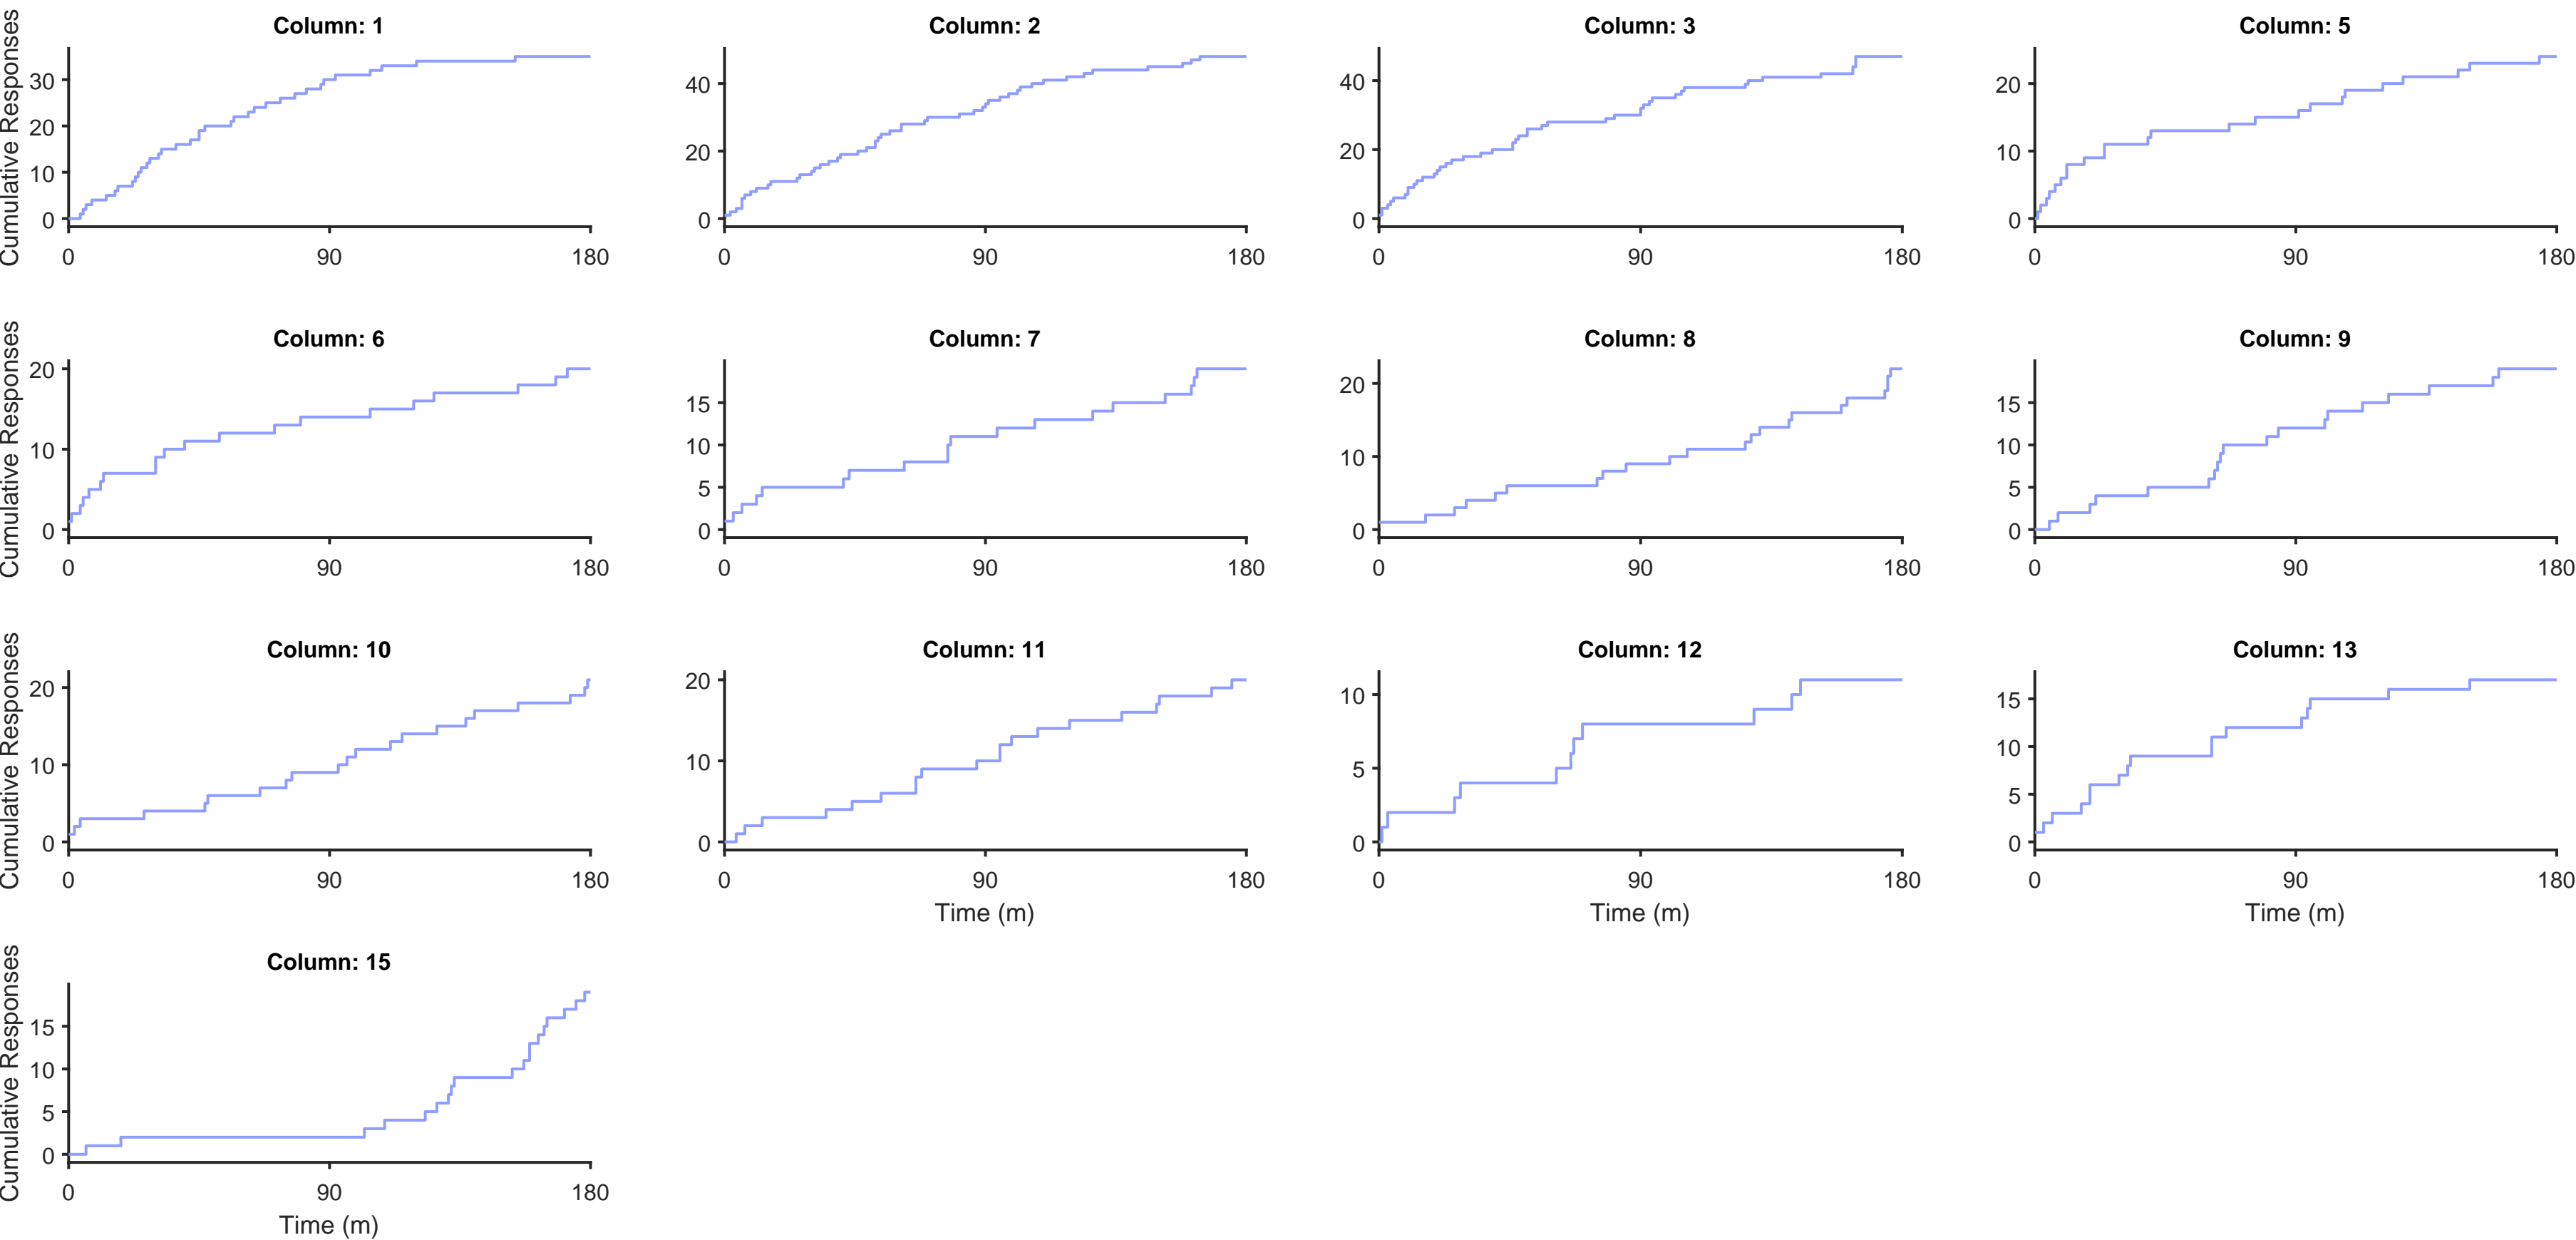 Column: 1
Cumulative Responses
30
20
10
0
0 90 180
Column: 2
40
20
0
0 90 180
Column: 3
40
20
0
0 90 180
Column: 5
20
10
0
0 90 180
Column: 6
Cumulative Responses
20
10
0
0 90 180
Column: 7
15
10
5
0
0 90 180
Column: 8
20
10
0
0 90 180
Column: 9
15
10
5
0
0 90 180
Column: 10
Cumulative Responses
20
10
0
0 90 180
Column: 11
20
10
0
0 90 180
Time (m)
Column: 12
10
5
0
0 90 180
Time (m)
Column: 13
15
10
5
0
0 90 180
Time (m)
Column: 15
Cumulative Responses
15
10
5
0
0 90 180
Time (m)